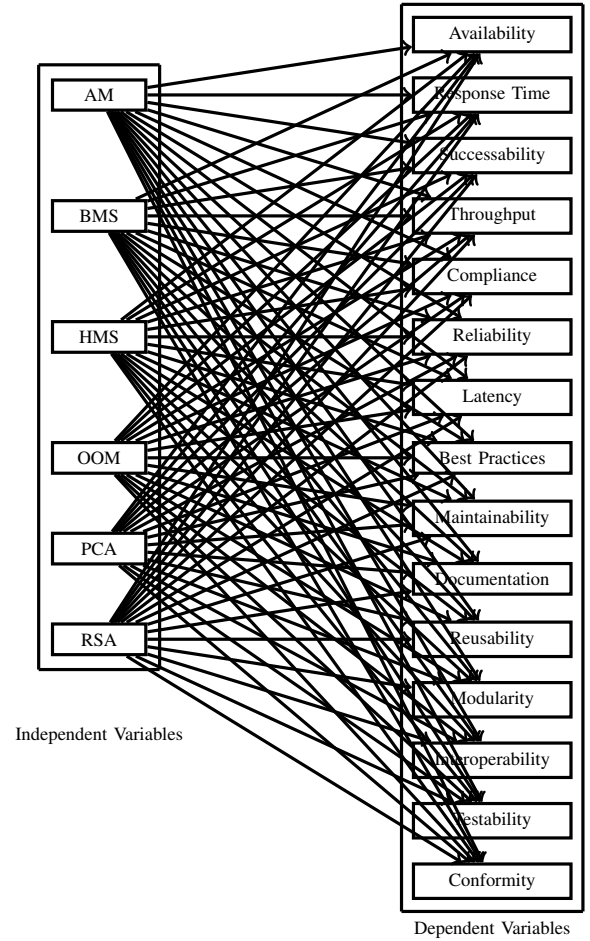 AM
BMS
HMS
OOM
PCA
RSA
Independent Variables
Availability
Response Time
Successability
Throughput
Compliance
Reliability
Latency
Best Practices
Maintainability
Documentation
Reusability
Modularity
Interoperability
Testability
Conformity
Dependent Variables